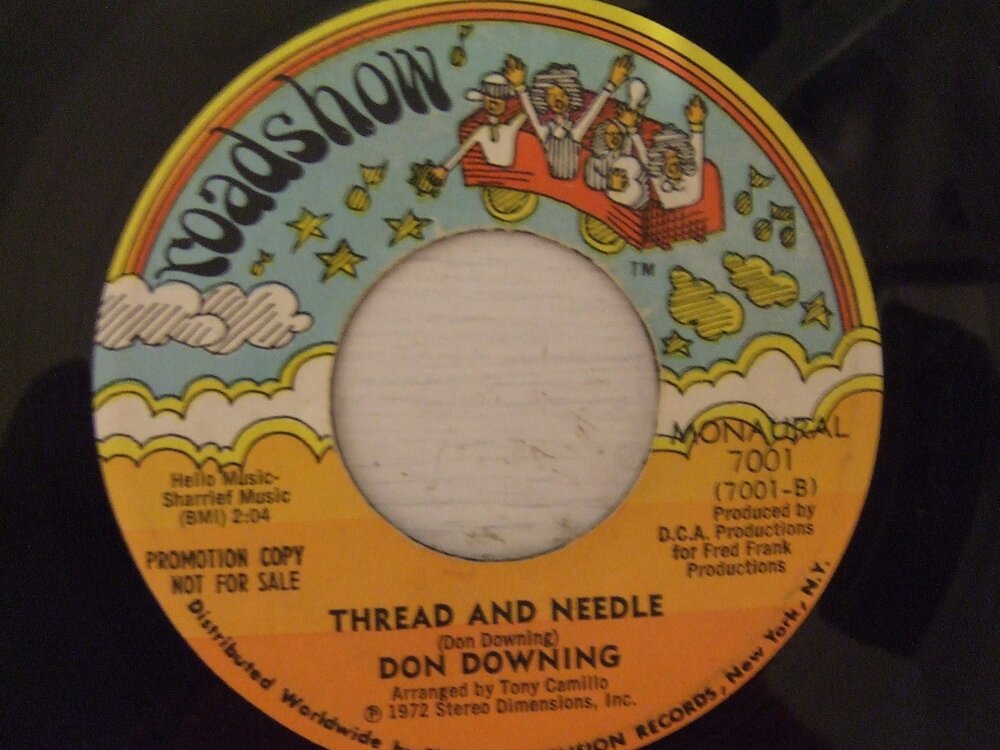 roadshow
TM
MONAURAL
7001
(7001-B)
Produced by
D.C.A. Productions
for Fred Frank
Productions
Hello Music-
Sharrief Music
(BMI) 2:04
PROMOTION COPY
NOT FOR SALE
THREAD AND NEEDLE
(Don Downing)
DON DOWNING
Arranged by Tony Camillo
℗ 1972 Stereo Dimensions, Inc.
Distributed Worldwide RECORDS, New York, N.Y.